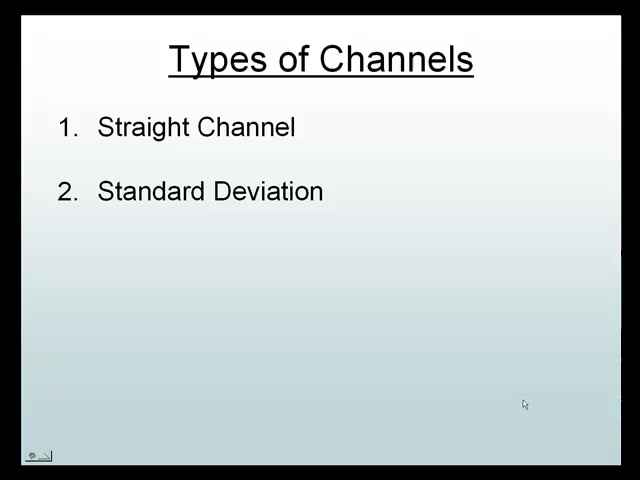 Types of Channels
1. Straight Channel
2. Standard Deviation